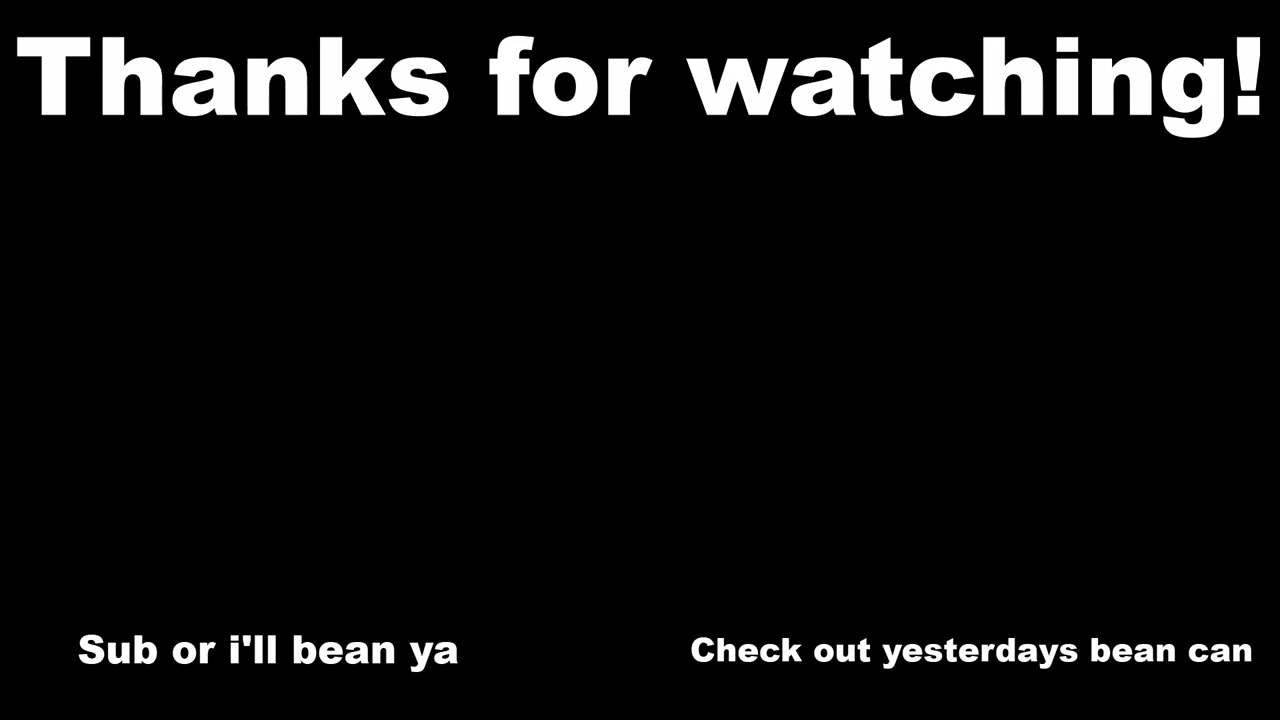 Thanks for watching!
Sub or i'll bean ya
Check out yesterdays bean can